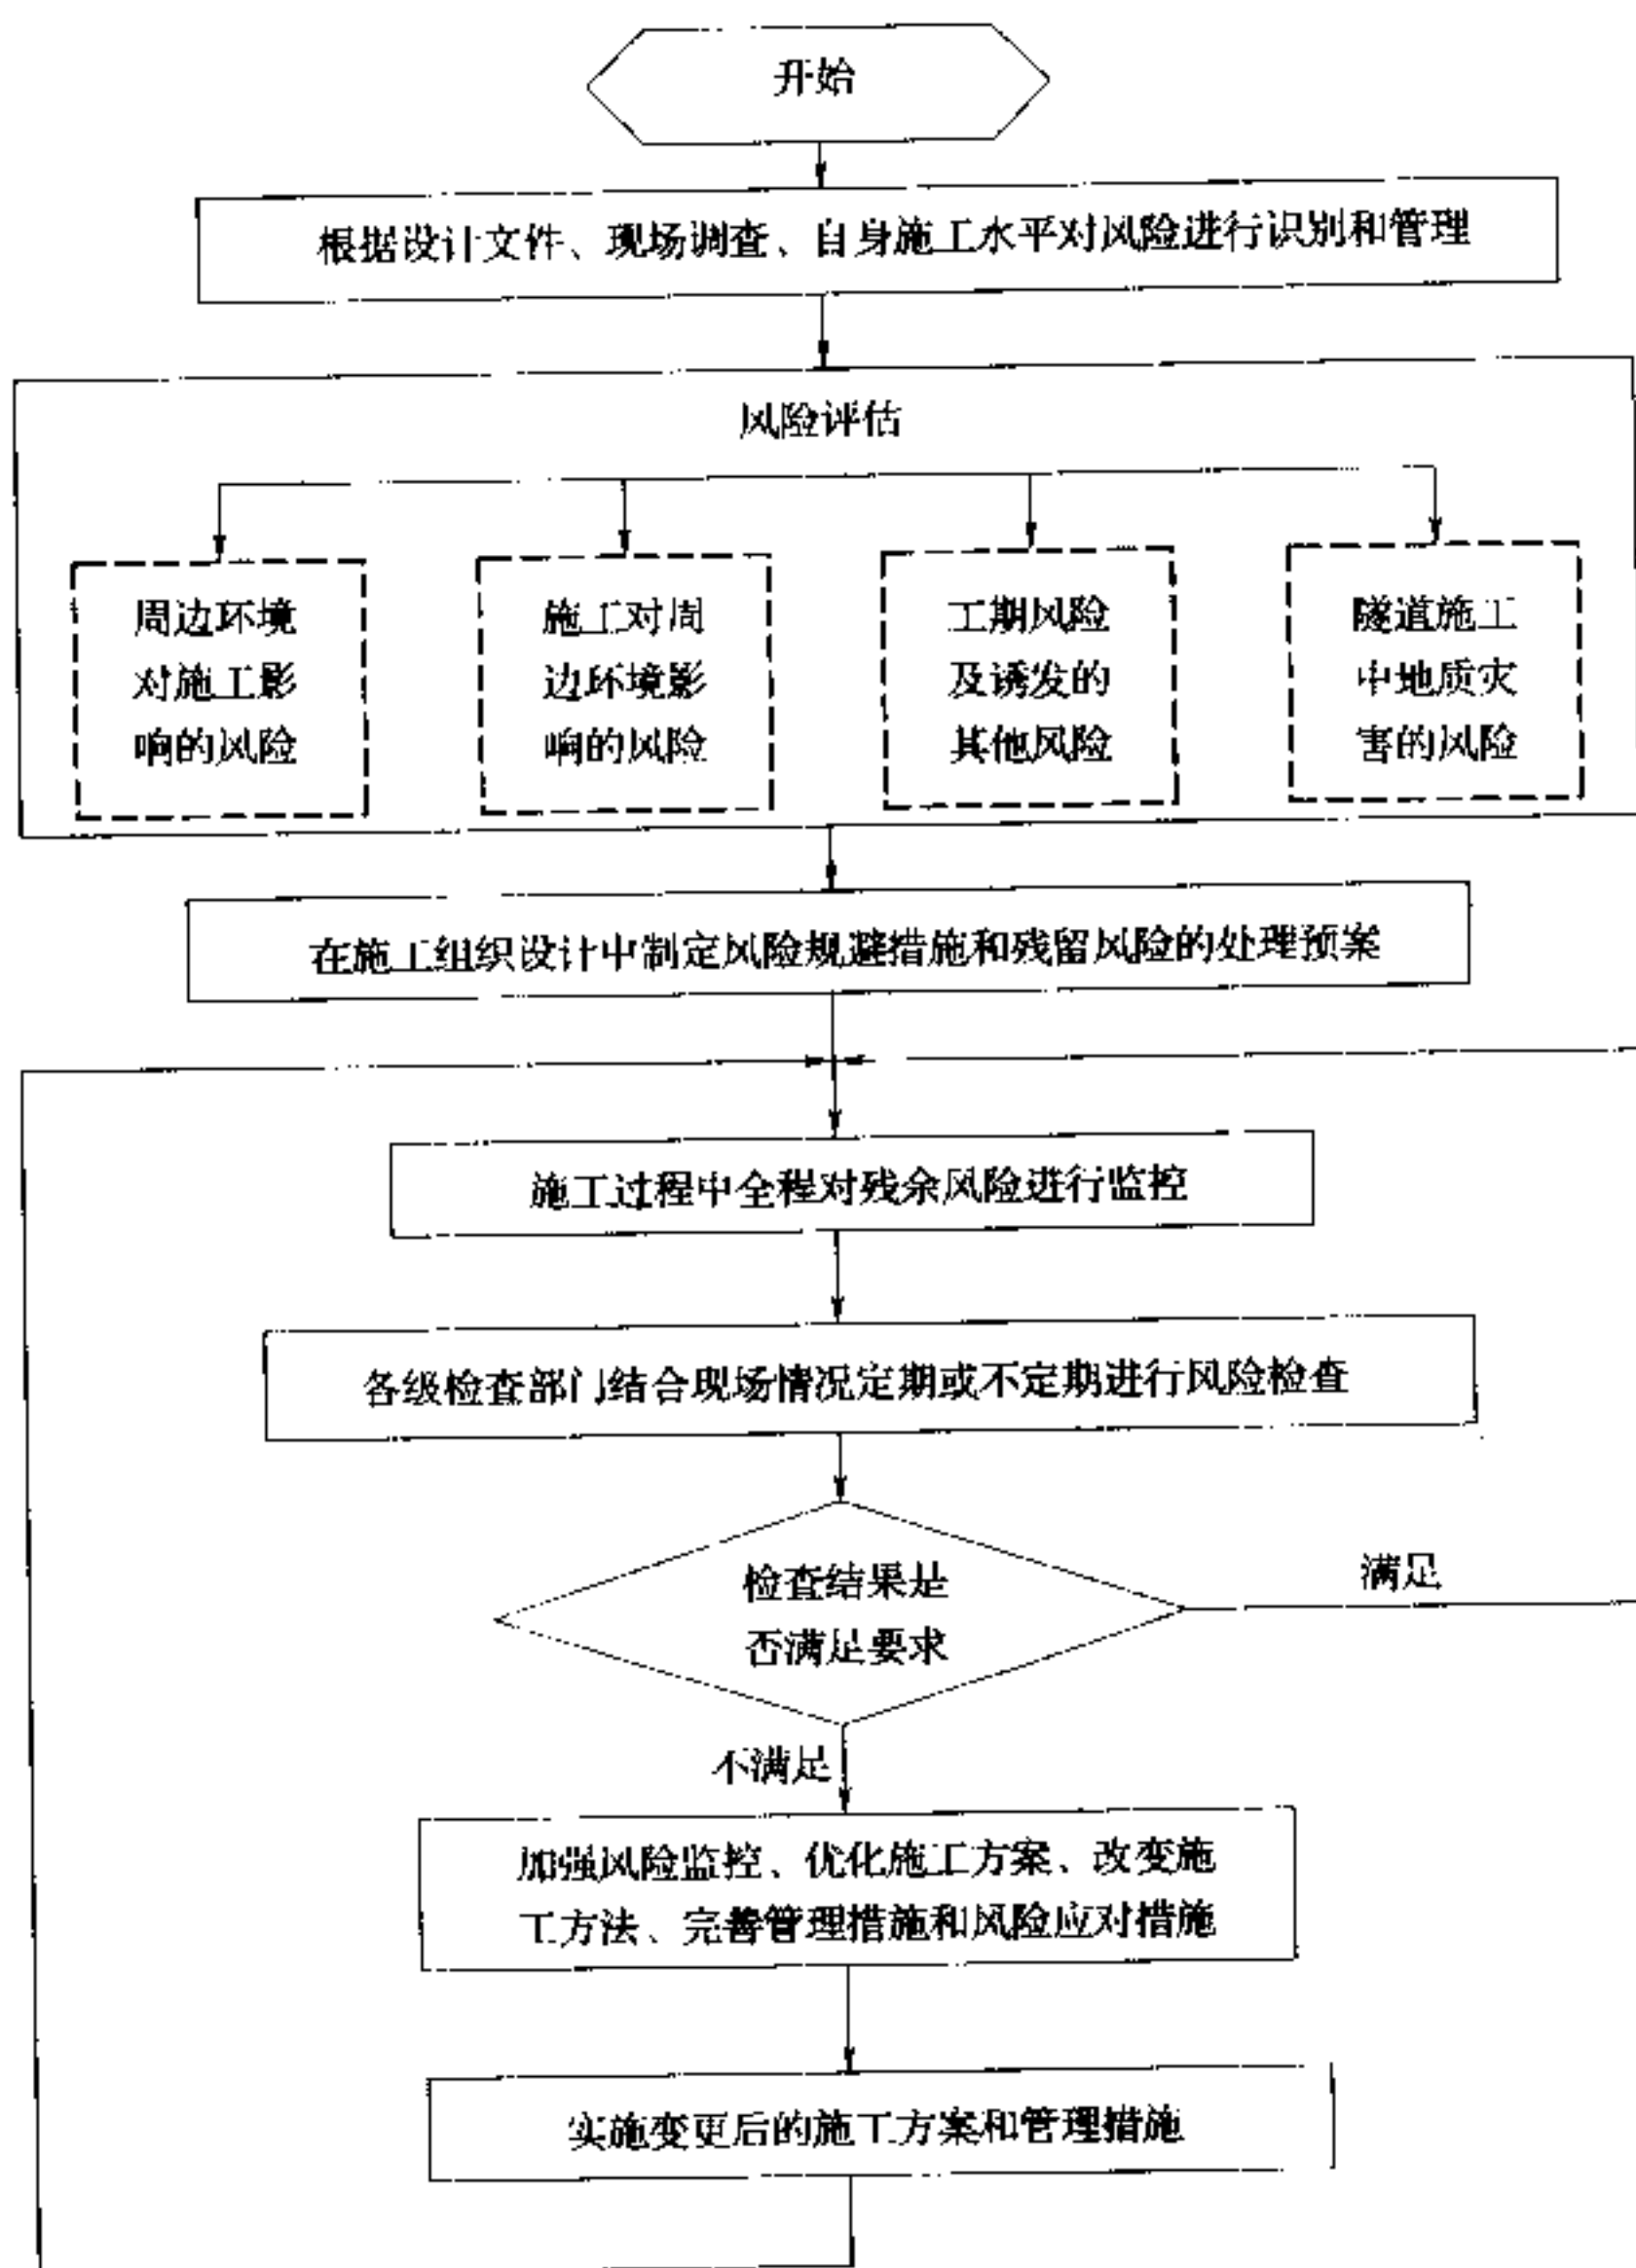 开始
根据设计文件、现场调查、自身施工水平对风险进行识别和管理
风险评估
周边环境
对施工影
响的风险
施工对周
边环境影
响的风险
工期风险
及诱发的
其他风险
隧道施工
中地质灾
害的风险
在施工组织设计中制定风险规避措施和残留风险的处理预案
施工过程中全程对残余风险进行监控
各级检查部门结合现场情况定期或不定期进行风险检查
检查结果是
否满足要求
满足
不满足
加强风险监控、优化施工方案、改变施
工方法、完善管理措施和风险应对措施
实施变更后的施工方案和管理措施